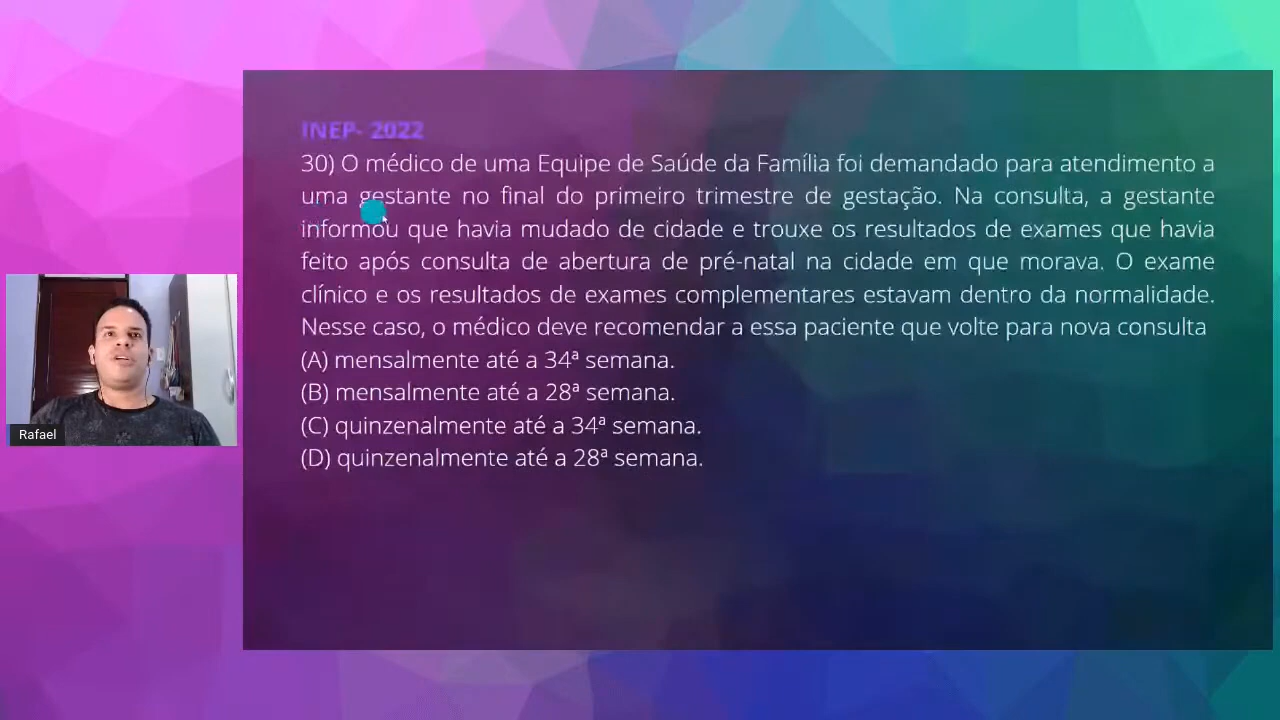 INEP- 2022
30) O médico de uma Equipe de Saúde da Família foi demandado para atendimento a
uma gestante no final do primeiro trimestre de gestação. Na consulta, a gestante
informou que havia mudado de cidade e trouxe os resultados de exames que havia
feito após consulta de abertura de pré-natal na cidade em que morava. O exame
clínico e os resultados de exames complementares estavam dentro da normalidade.
Nesse caso, o médico deve recomendar a essa paciente que volte para nova consulta
(A) mensalmente até a 34ª semana.
(B) mensalmente até a 28ª semana.
(C) quinzenalmente até a 34ª semana.
(D) quinzenalmente até a 28ª semana.
Rafael